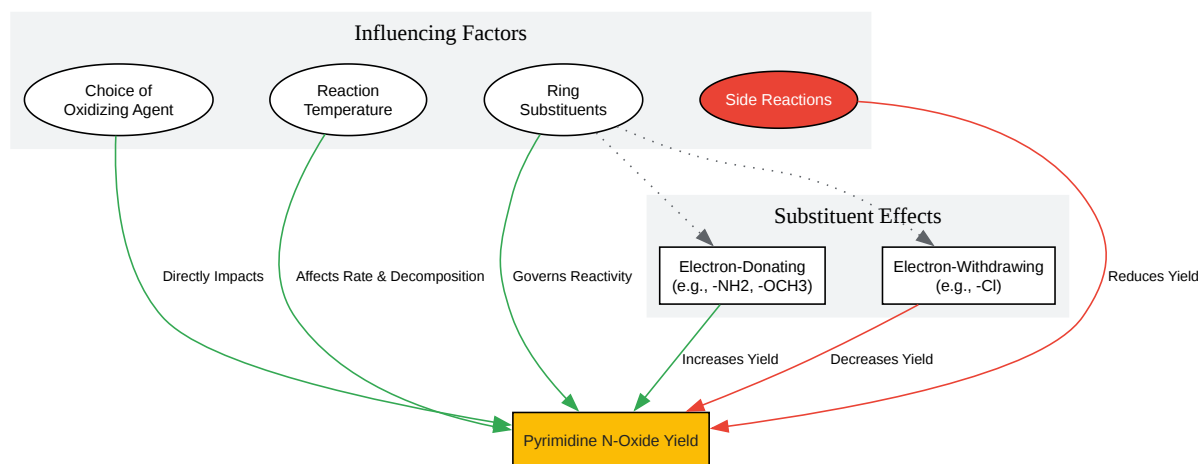 Influencing Factors
Choice of
Oxidizing Agent
Reaction
Temperature
Ring
Substituents
Side Reactions
Substituent Effects
Electron-Donating
(e.g., -NH2, -OCH3)
Electron-Withdrawing
(e.g., -Cl)
Directly Impacts
Affects Rate & Decomposition
Governs Reactivity
Reduces Yield
Increases Yield
Decreases Yield
Pyrimidine N-Oxide Yield